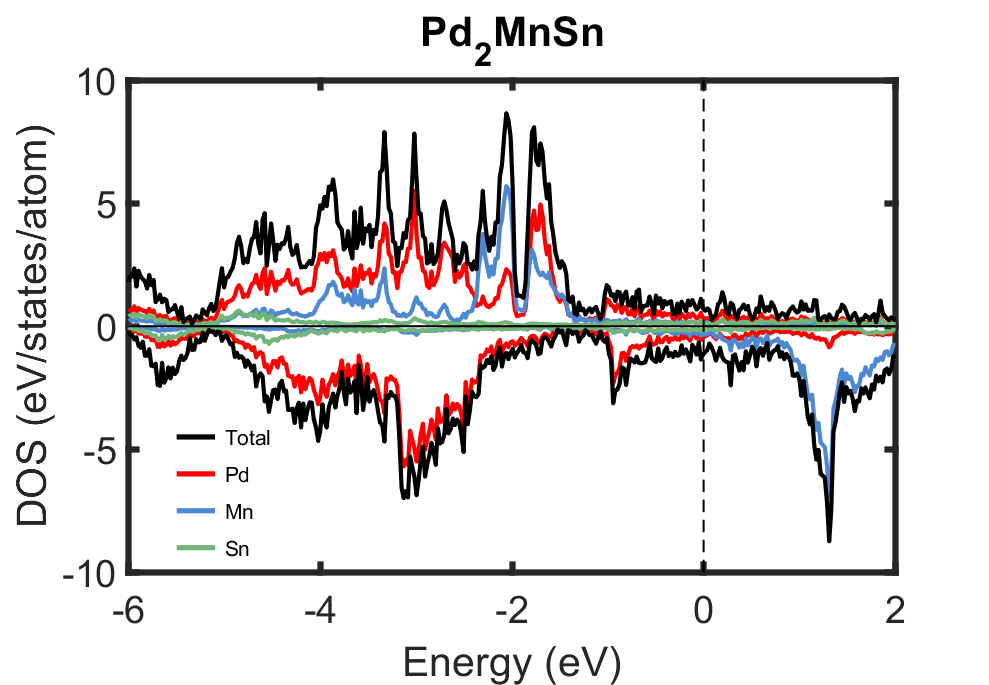 Pd2MnSn
10
5
0
-5
-10
DOS (eV/states/atom)
Total
Pd
Mn
Sn
-6 -4 -2 0 2
Energy (eV)